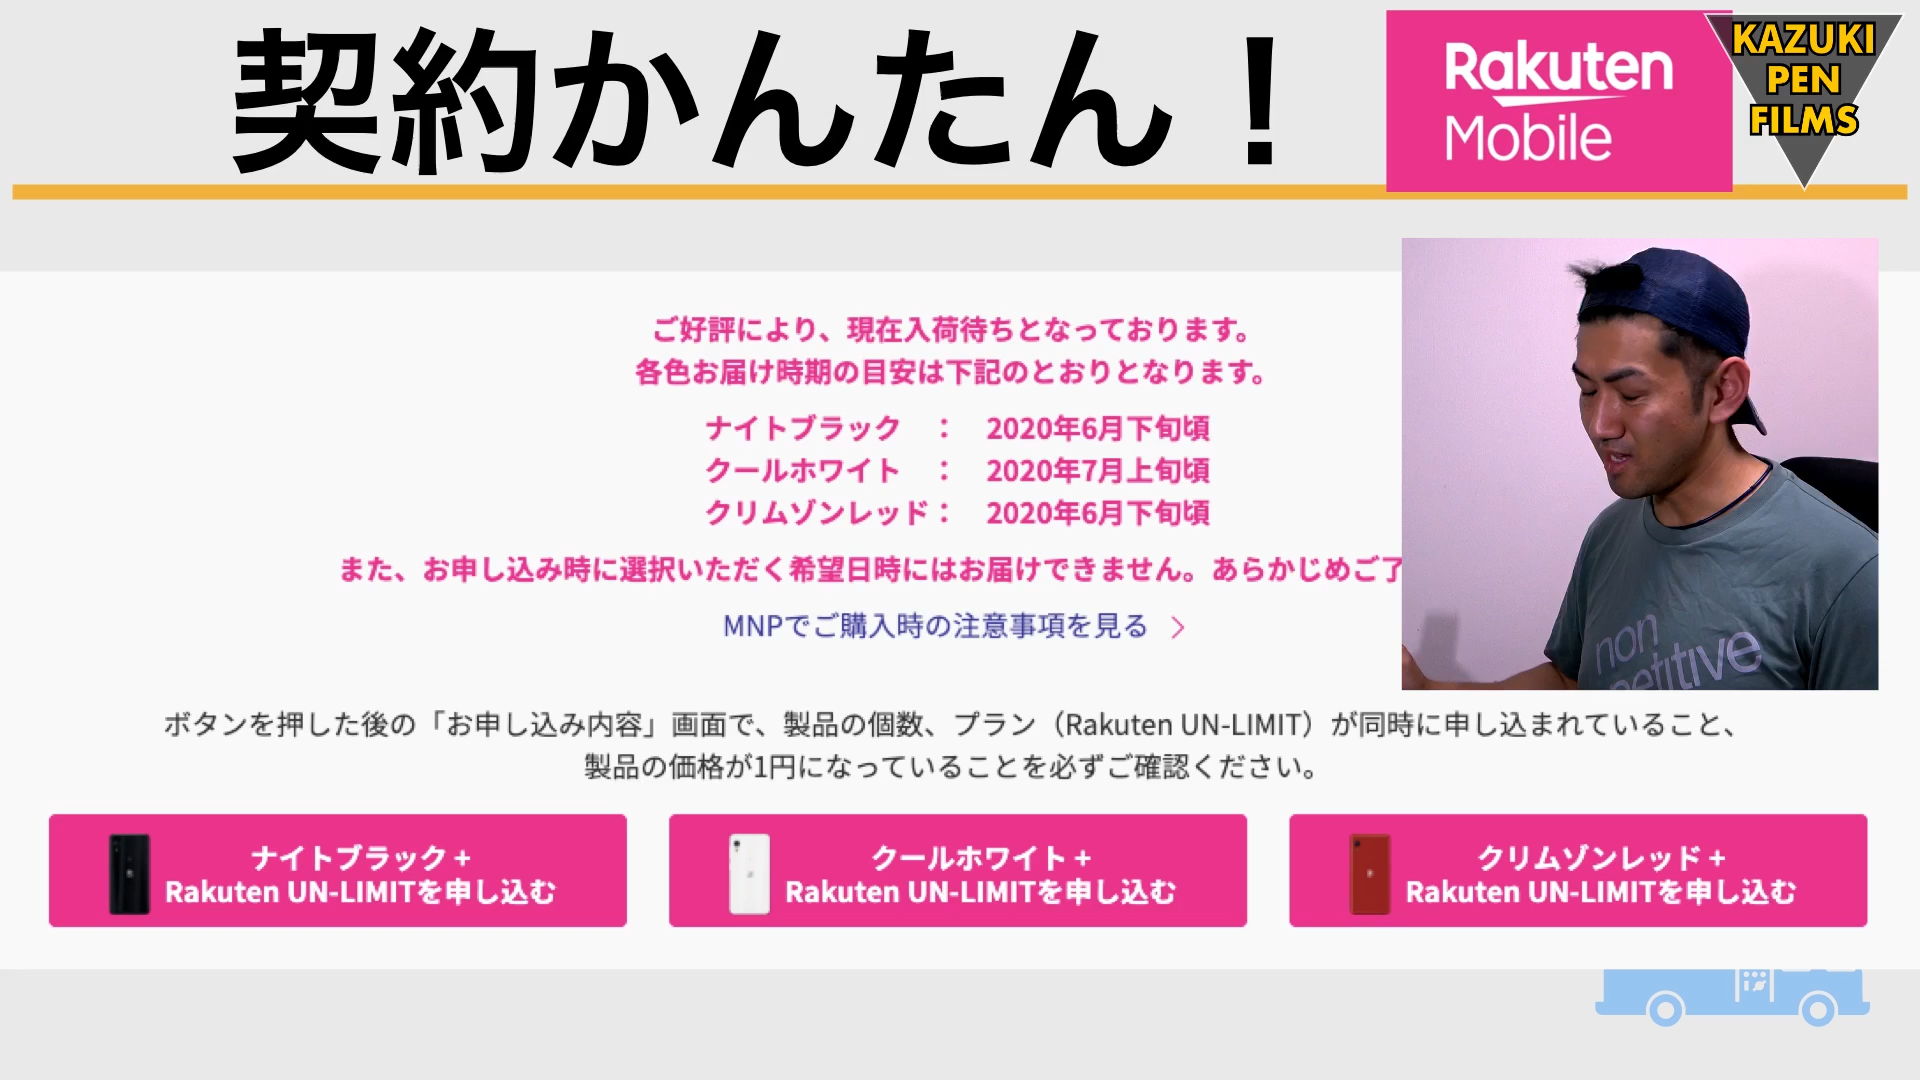 契約かんたん！
Rakuten
Mobile
KAZUKI
PEN
FILMS
ご好評により、現在入荷待ちとなっております。
各色お届け時期の目安は下記のとおりとなります。
ナイトブラック ： 2020年6月下旬頃
クールホワイト ： 2020年7月上旬頃
クリムゾンレッド： 2020年6月下旬頃
また、お申し込み時に選択いただく希望日時にはお届けできません。あらかじめご了
MNPでご購入時の注意事項を見る
non
petitive
ボタンを押した後の「お申し込み内容」画面で、製品の個数、プラン（Rakuten UN-LIMIT）が同時に申し込まれていること、
製品の価格が1円になっていることを必ずご確認ください。
ナイトブラック +
Rakuten UN-LIMITを申し込む
クールホワイト +
Rakuten UN-LIMITを申し込む
クリムゾンレッド +
Rakuten UN-LIMITを申し込む